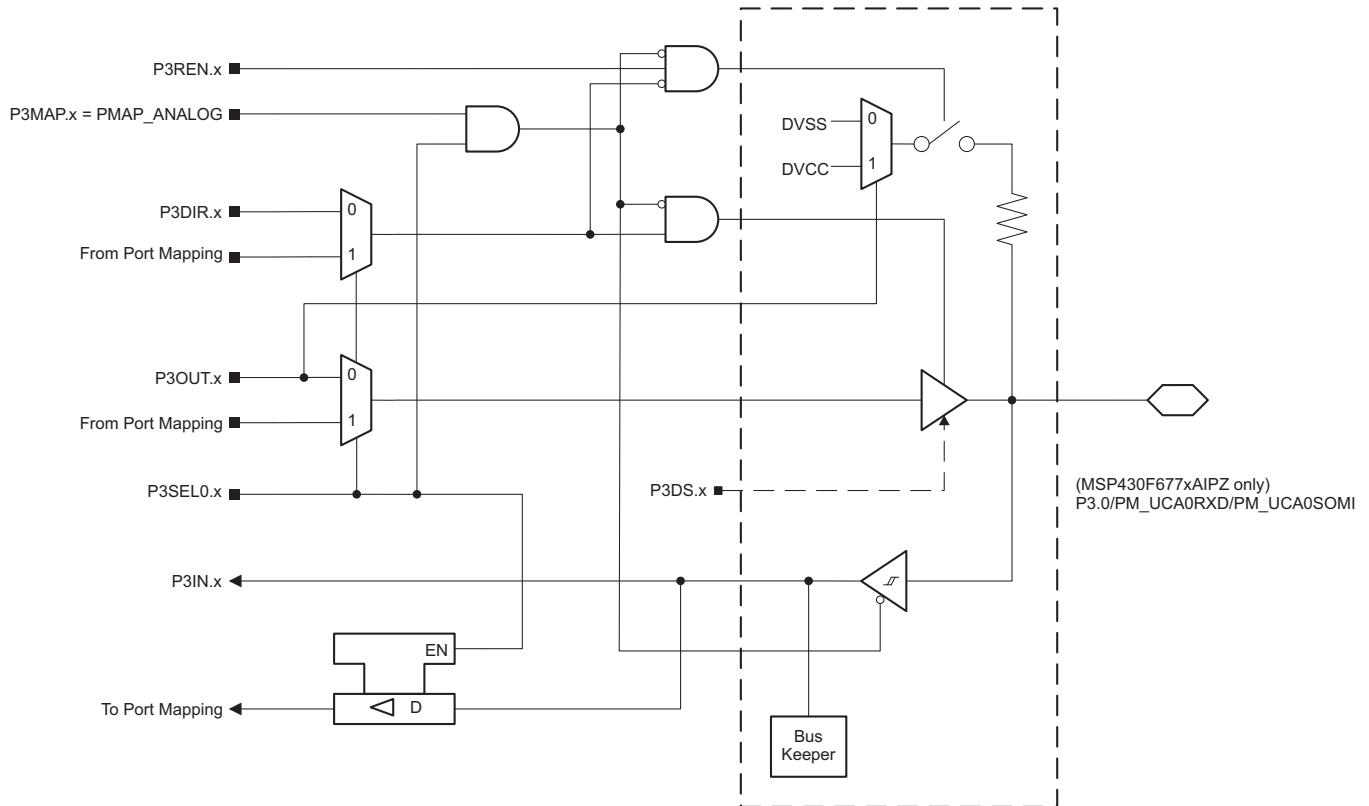 P3REN.x
P3MAP.x = PMAP_ANALOG
DVSS
0
DVCC
1
P3DIR.x
0
From Port Mapping
1
P3OUT.x
0
From Port Mapping
1
P3SEL0.x
P3DS.x
(MSP430F677xAIPZ only)
P3.0/PM_UCA0RXD/PM_UCA0SOMI
P3IN.x
EN
To Port Mapping
D
Bus
Keeper